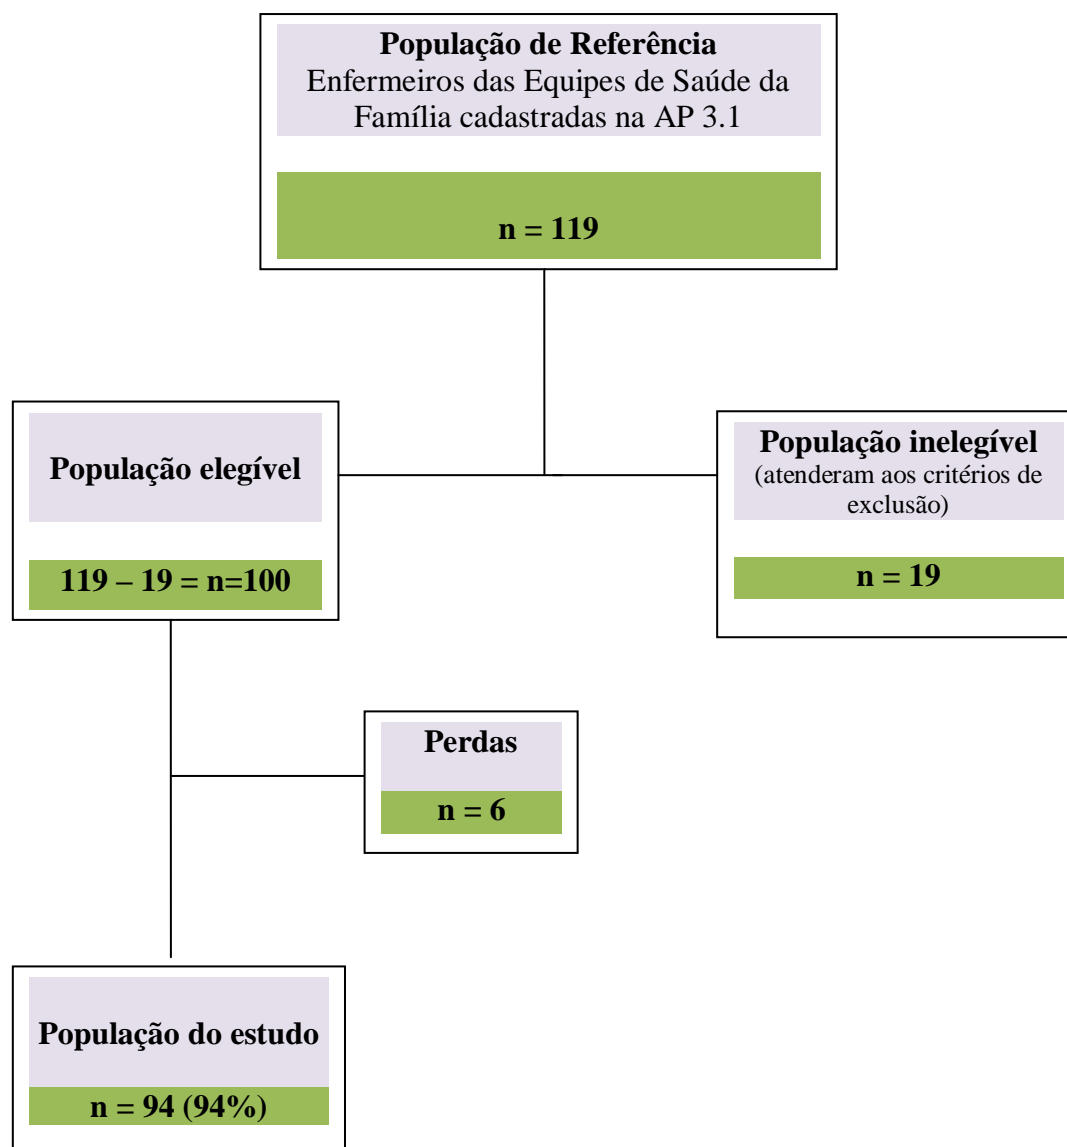 População de Referência
Enfermeiros das Equipes de Saúde da
Família cadastradas na AP 3.1
n = 119
População elegível
119 – 19 = n=100
População inelegível
(atenderam aos critérios de
exclusão)
n = 19
Perdas
n = 6
População do estudo
n = 94 (94%)